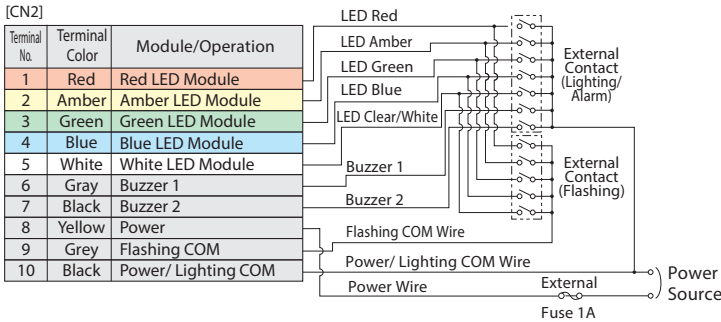 [CN2]
Terminal No. Terminal Color Module/Operation
1 Red Red LED Module
2 Amber Amber LED Module
3 Green Green LED Module
4 Blue Blue LED Module
5 White White LED Module
6 Gray Buzzer 1
7 Black Buzzer 2
8 Yellow Power
9 Grey Flashing COM
10 Black Power/ Lighting COM
LED Red
LED Amber
LED Green
LED Blue
LED Clear/White
Buzzer 1
Buzzer 2
Flashing COM Wire
Power/ Lighting COM Wire
Power Wire
External
Contact
(Lighting/
Alarm)
External
Contact
(Flashing)
External
Fuse 1A
Power
Source